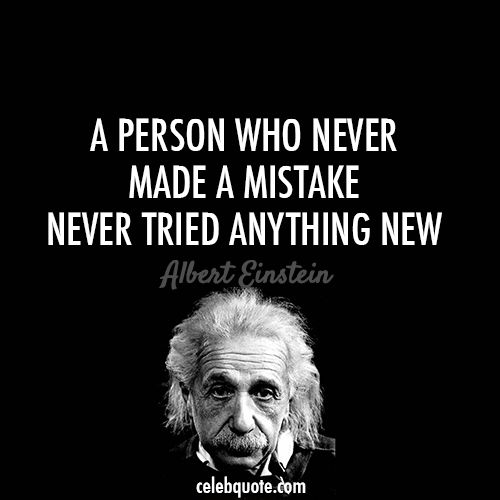 A PERSON WHO NEVER
MADE A MISTAKE
NEVER TRIED ANYTHING NEW
Albert Einstein
celebquote.com